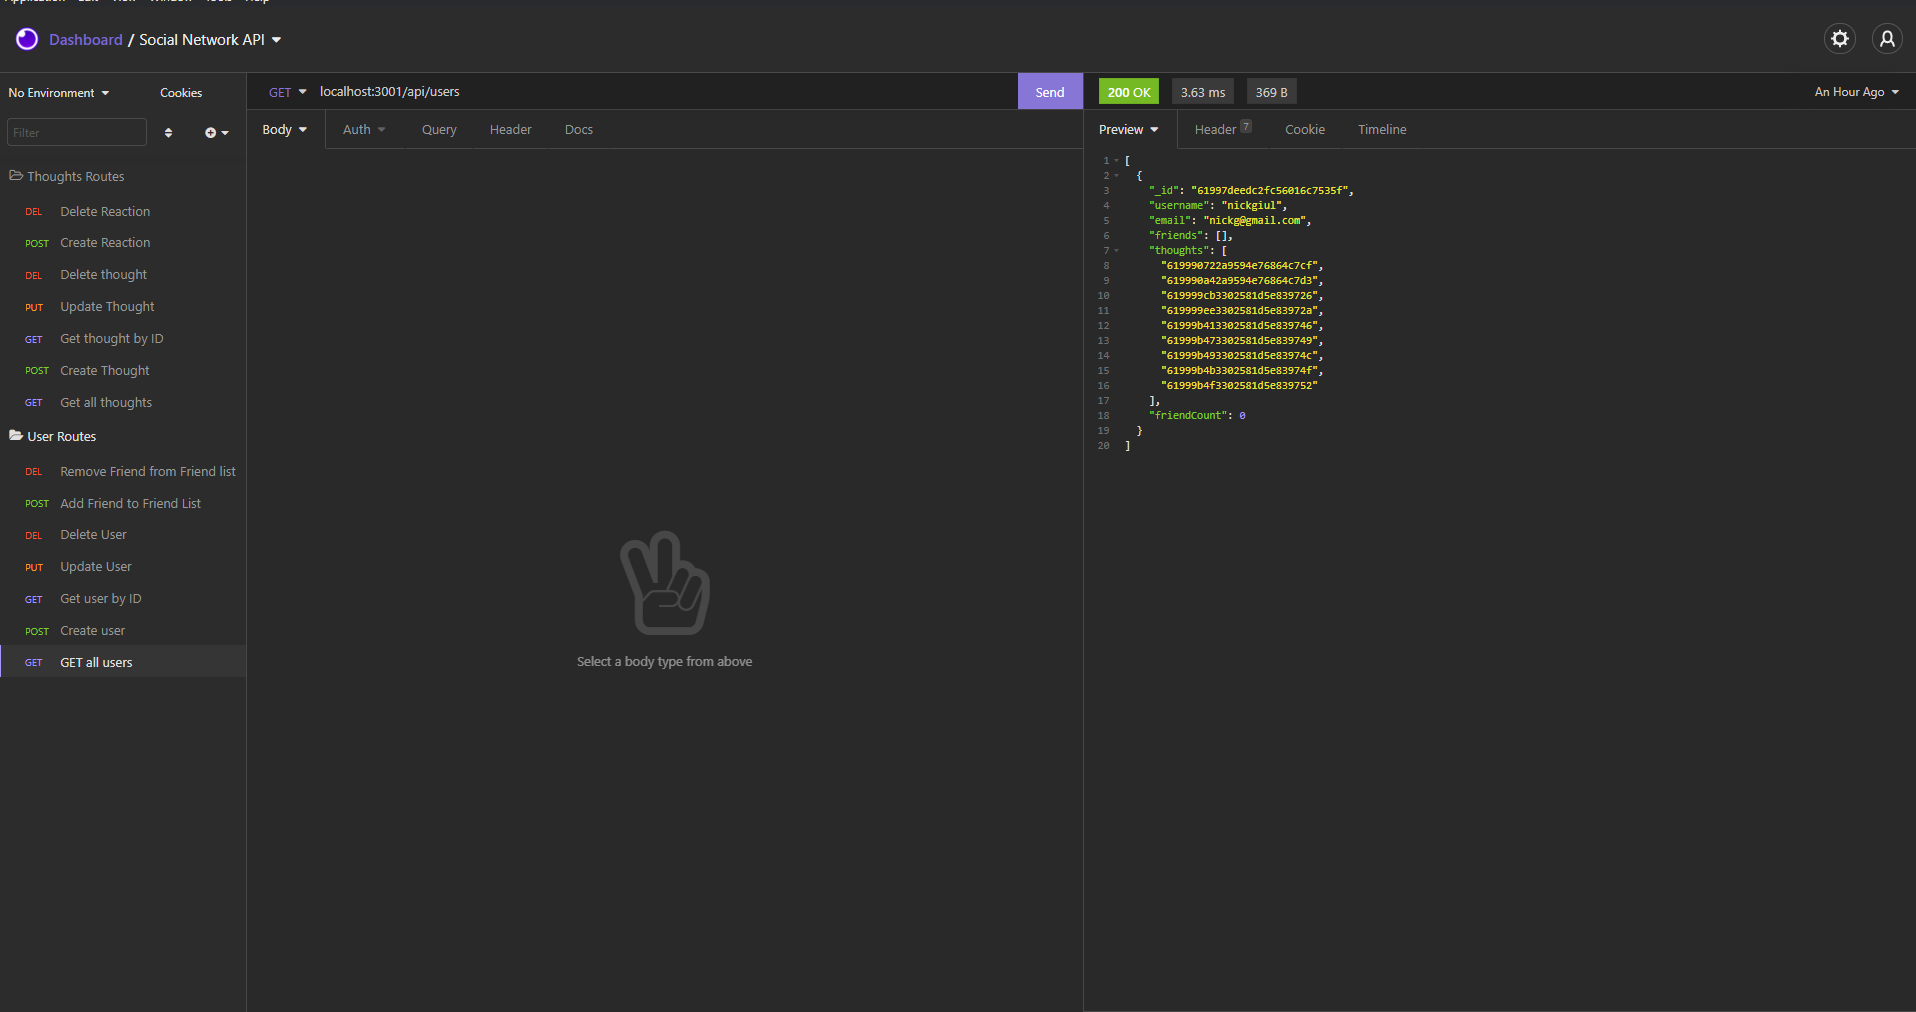 Application Edit View Window Tools Help
Dashboard / Social Network API
No Environment Cookies
Filter
Thoughts Routes
DEL Delete Reaction
POST Create Reaction
DEL Delete thought
PUT Update Thought
GET Get thought by ID
POST Create Thought
GET Get all thoughts
User Routes
DEL Remove Friend from Friend list
POST Add Friend to Friend List
DEL Delete User
PUT Update User
GET Get user by ID
POST Create user
GET GET all users
GET localhost:3001/api/users Send
Body Auth Query Header Docs
Select a body type from above
200 OK 3.63 ms 369 B An Hour Ago
Preview Header 7 Cookie Timeline
1 [
2 {
3 "_id": "61997deedc2fc56016c7535f",
4 "username": "nickgiul",
5 "email": "nickg@gmail.com",
6 "friends": [],
7 "thoughts": [
8 "619990722a9594e76864c7cf",
9 "619990a42a9594e76864c7d3",
10 "619999cb3302581d5e839726",
11 "619999ee3302581d5e83972a",
12 "61999b413302581d5e839746",
13 "61999b473302581d5e839749",
14 "61999b493302581d5e83974c",
15 "61999b4b3302581d5e83974f",
16 "61999b4f3302581d5e839752"
17 ],
18 "friendCount": 0
19 }
20 ]